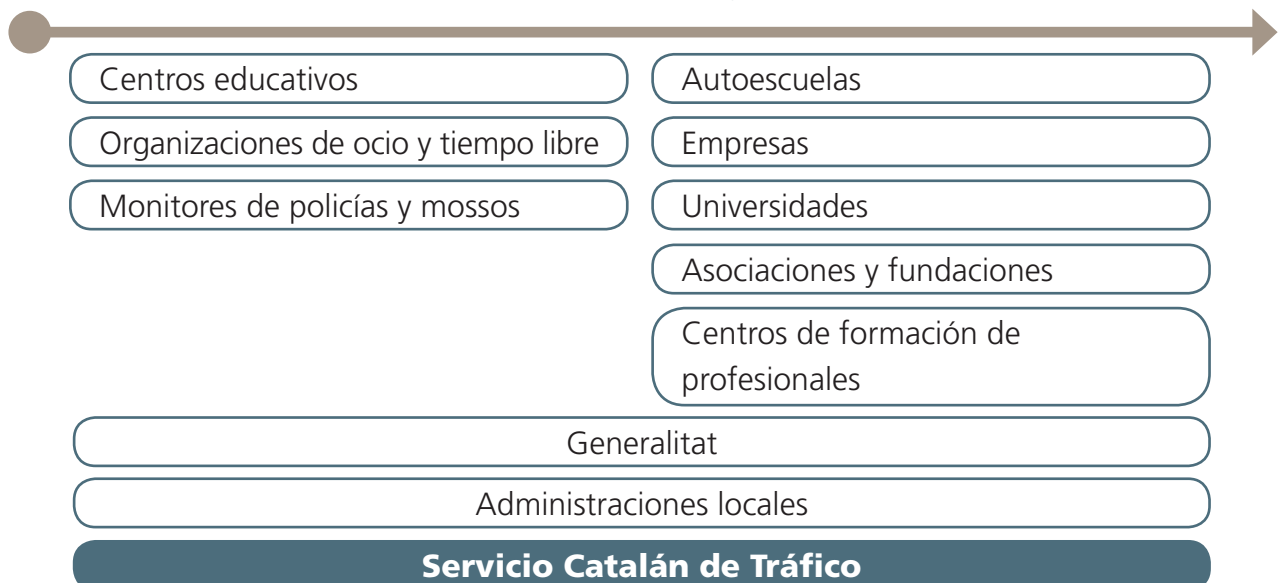 Centros educativos
Organizaciones de ocio y tiempo libre
Monitores de policías y mossos
Autoescuelas
Empresas
Universidades
Asociaciones y fundaciones
Centros de formación de
profesionales
Generalitat
Administraciones locales
Servicio Catalán de Tráfico